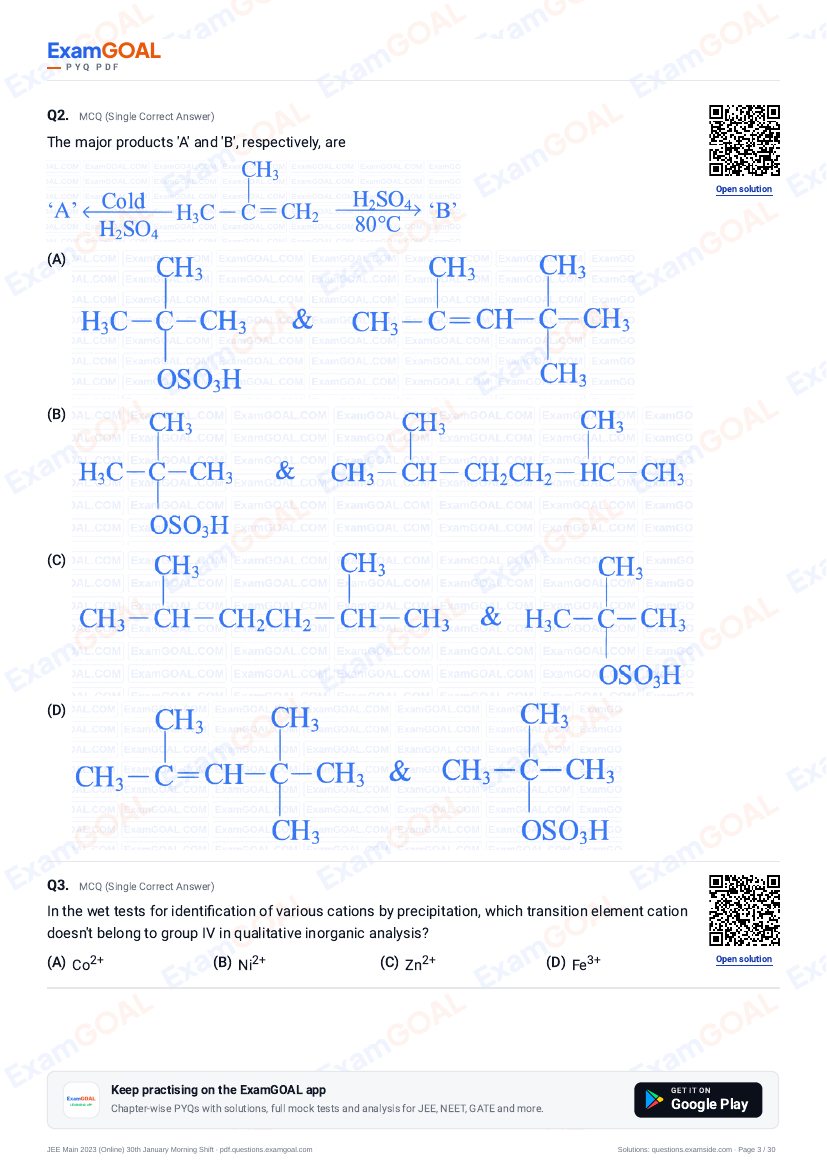 ExamGOAL
PYQ PDF
Q2. MCQ (Single Correct Answer)
The major products 'A' and 'B', respectively, are
Open solution
CH₃
'A' ← Cold H₂SO₄ H₃C — C = CH₂ H₂SO₄ 80°C → 'B'
(A)
CH₃ CH₃ CH₃
H₃C — C — CH₃ & CH₃ — C = CH — C — CH₃
OSO₃H CH₃
(B)
CH₃ CH₃ CH₃
H₃C — C — CH₃ & CH₃ — CH — CH₂CH₂ — HC — CH₃
OSO₃H
(C)
CH₃ CH₃ CH₃
CH₃ — CH — CH₂CH₂ — CH — CH₃ & H₃C — C — CH₃
OSO₃H
(D)
CH₃ CH₃ CH₃
CH₃ — C = CH — C — CH₃ & CH₃ — C — CH₃
CH₃ OSO₃H
Q3. MCQ (Single Correct Answer)
In the wet tests for identification of various cations by precipitation, which transition element cation
doesn't belong to group IV in qualitative inorganic analysis?
(A) Co²⁺ (B) Ni²⁺ (C) Zn²⁺ (D) Fe³⁺
Open solution
Keep practising on the ExamGOAL app
Chapter-wise PYQs with solutions, full mock tests and analysis for JEE, NEET, GATE and more.
GET IT ON
Google Play
JEE Main 2023 (Online) 30th January Morning Shift · pdf.questions.examgoal.com
Solutions: questions.examside.com · Page 3 / 30